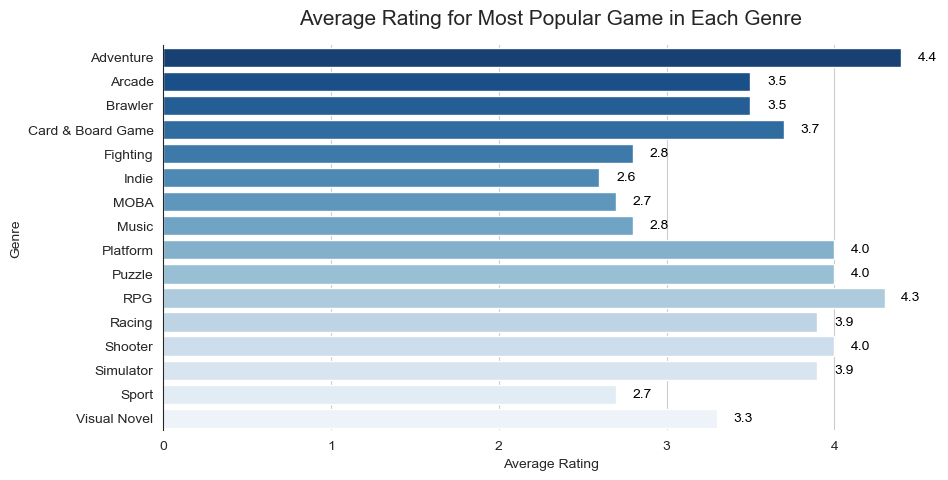 Average Rating for Most Popular Game in Each Genre
Genre
Adventure 4.4
Arcade 3.5
Brawler 3.5
Card & Board Game 3.7
Fighting 2.8
Indie 2.6
MOBA 2.7
Music 2.8
Platform 4.0
Puzzle 4.0
RPG 4.3
Racing 3.9
Shooter 4.0
Simulator 3.9
Sport 2.7
Visual Novel 3.3
0 1 2 3 4
Average Rating